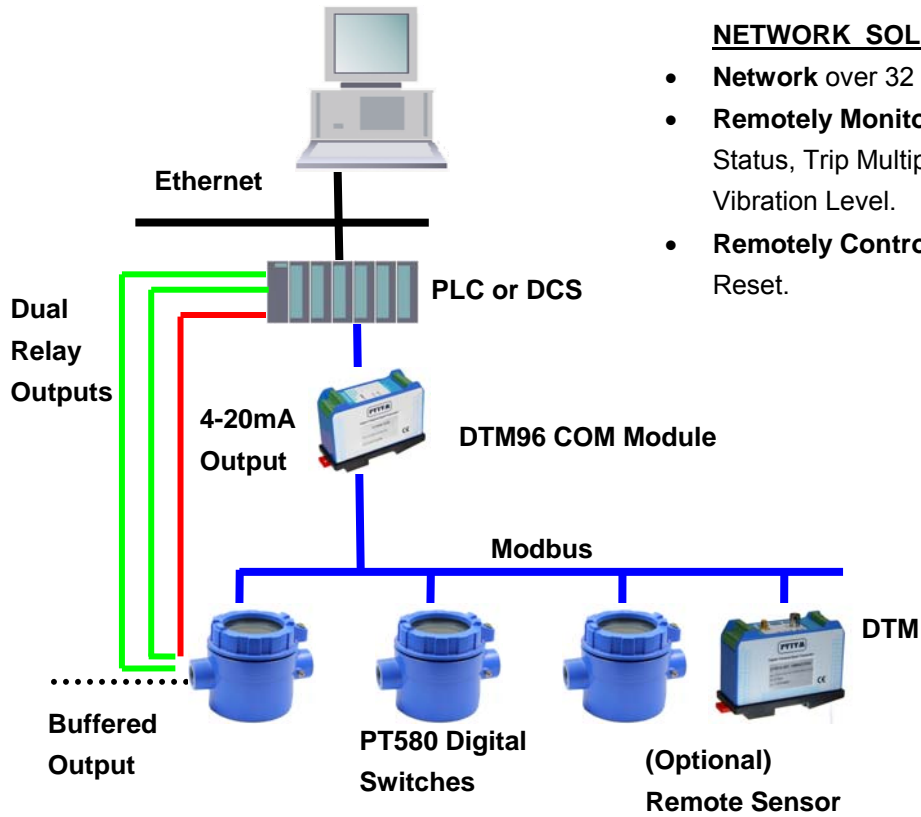 NETWORK SOL
• Network over 32
• Remotely Monito
Status, Trip Multip
Vibration Level.
• Remotely Contro
Reset.
Ethernet
PLC or DCS
Dual
Relay
Outputs
4-20mA
Output
DTM96 COM Module
Modbus
DTM
Buffered
Output
PT580 Digital
Switches
(Optional)
Remote Sensor